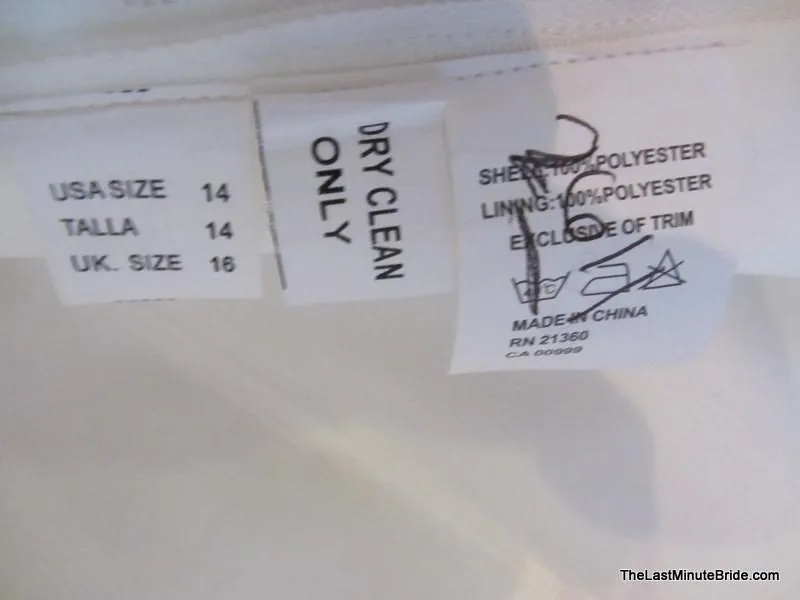 USA SIZE 14
TALLA 14
UK. SIZE 16
DRY CLEAN
ONLY
SHELL:100%POLYESTER
LINING:100%POLYESTER
EXCLUSIVE OF TRIM
MADE IN CHINA
RN 21360
CA 00999
TheLastMinuteBride.com